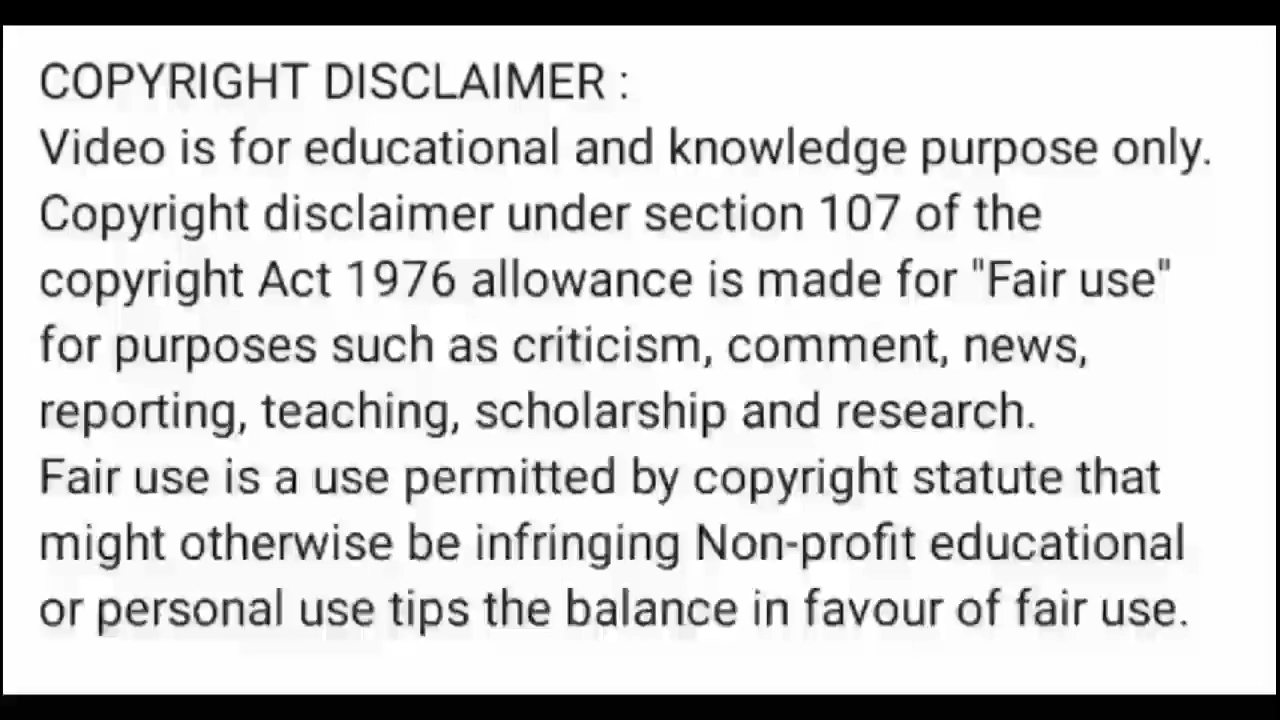 COPYRIGHT DISCLAIMER :
Video is for educational and knowledge purpose only.
Copyright disclaimer under section 107 of the
copyright Act 1976 allowance is made for "Fair use"
for purposes such as criticism, comment, news,
reporting, teaching, scholarship and research.
Fair use is a use permitted by copyright statute that
might otherwise be infringing Non-profit educational
or personal use tips the balance in favour of fair use.